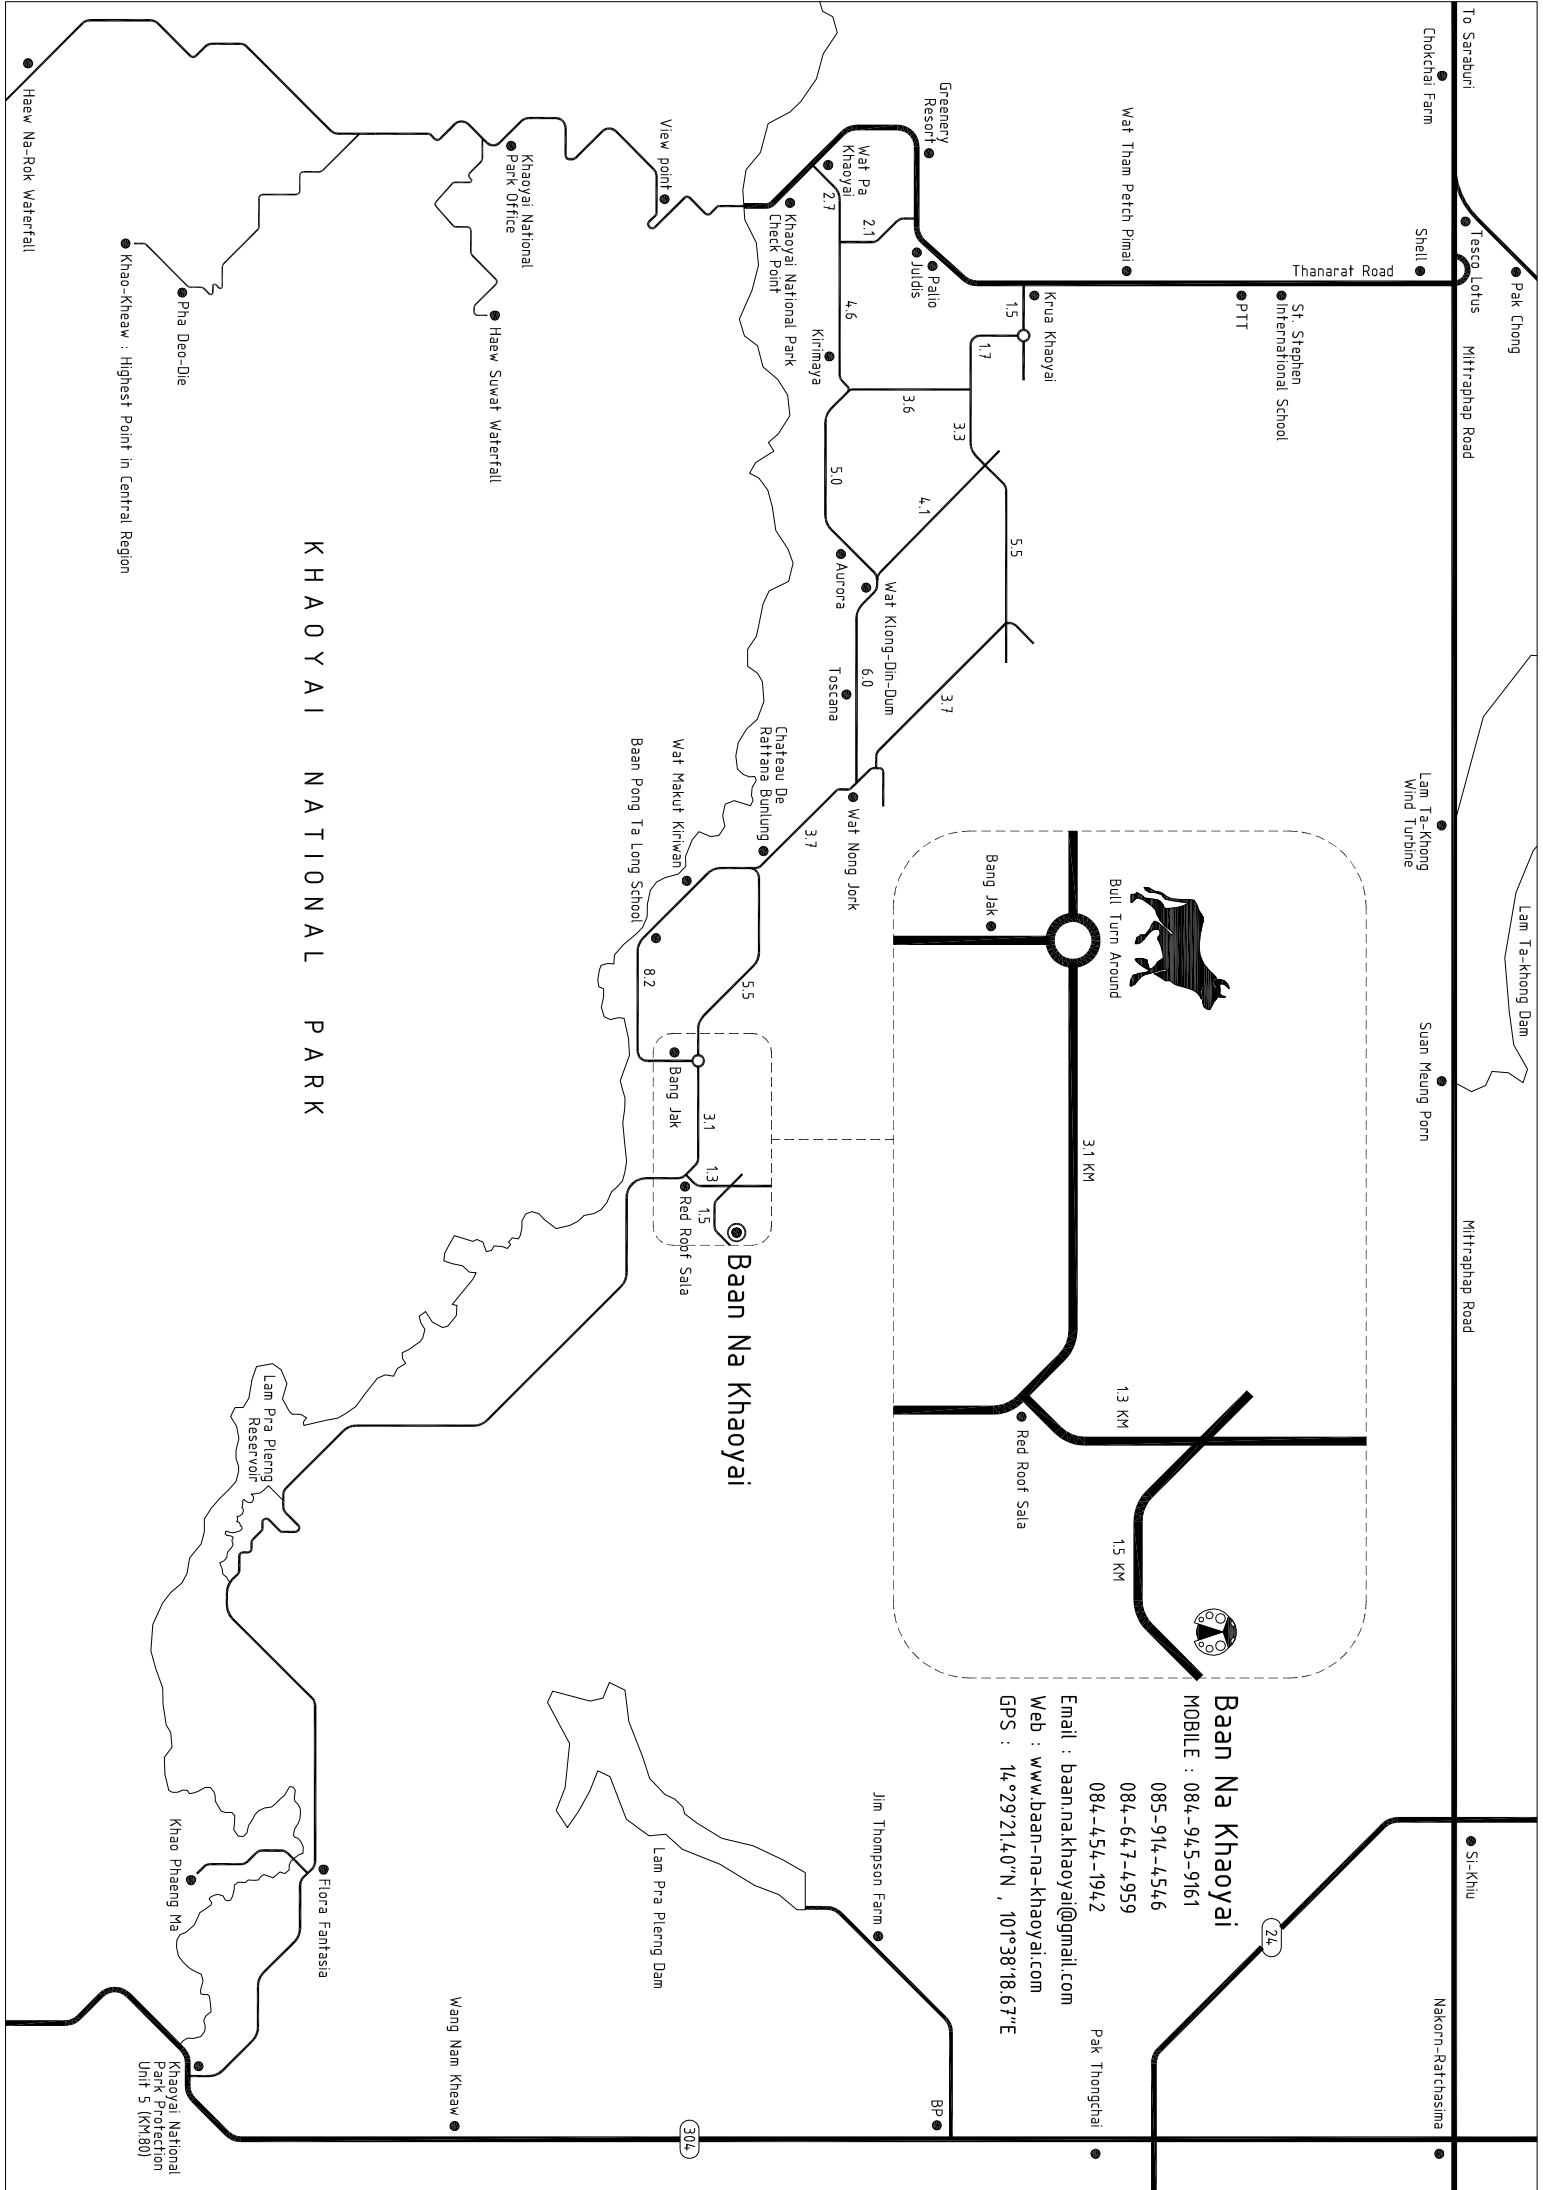 To Saraburi
Chokchai Farm
Tesco Lotus
Shell
Pak Chong
Mittraphap Road
Thanarat Road
Wat Tham Petch Pimai
PTT
St. Stephen
International School
Krua Khaoyai
Greenery
Resort
Palio
Juldis
Wat Pa
Khaoyai
Khaoyai National Park
Check Point
Kirimaya
View point
Khaoyai National
Park Office
Haew Suwat Waterfall
Pha Deo-Die
Khao-Kheaw : Highest Point in Central Region
Haew Na-Rok Waterfall
2.7
2.1
4.6
1.5
1.7
3.6
3.3
5.0
4.1
5.5
6.0
3.7
Aurora
Wat Klong-Din-Dum
Toscana
Wat Nong Jork
3.7
Chateau De
Rattana Bunlung
Wat Makut Kiriwan
Baan Pong Ta Long School
8.2
5.5
Bang Jak
3.1
1.3
1.5
Red Roof Sala
Baan Na Khaoyai
KHAOYAI NATIONAL PARK
Lam Ta-Khong
Wind Turbine
Lam Ta-khong Dam
Suan Meung Porn
Mittraphap Road
Bull Turn Around
Bang Jak
3.1 KM
1.3 KM
Red Roof Sala
1.5 KM
Baan Na Khaoyai
MOBILE : 084-945-9161
085-914-4546
084-647-4959
084-454-1942
Email : baan.na.khaoyai@gmail.com
Web : www.baan-na-khaoyai.com
GPS : 14°29'21.40"N , 101°38'18.67"E
Si-Khiu
24
Nakorn-Ratchasima
Pak Thongchai
BP
Jim Thompson Farm
Lam Pra Plerng Dam
304
Wang Nam Kheaw
Lam Pra Plerng
Reservoir
Flora Fantasia
Khao Phaeng Ma
Khaoyai National
Park Protection
Unit 5 (KM.80)